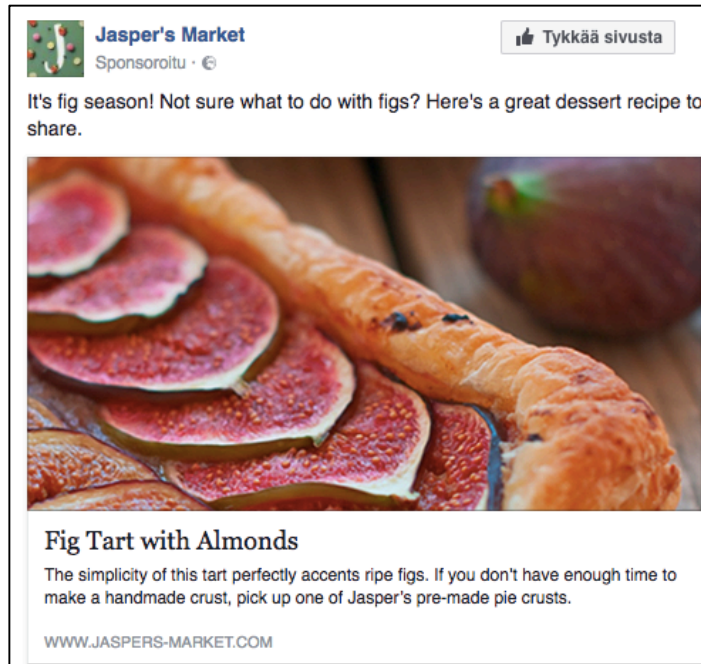 Jasper's Market
Tykkää sivusta
Sponsoroitu ·
It's fig season! Not sure what to do with figs? Here's a great dessert recipe to
share.
Fig Tart with Almonds
The simplicity of this tart perfectly accents ripe figs. If you don't have enough time to
make a handmade crust, pick up one of Jasper's pre-made pie crusts.
WWW.JASPERS-MARKET.COM